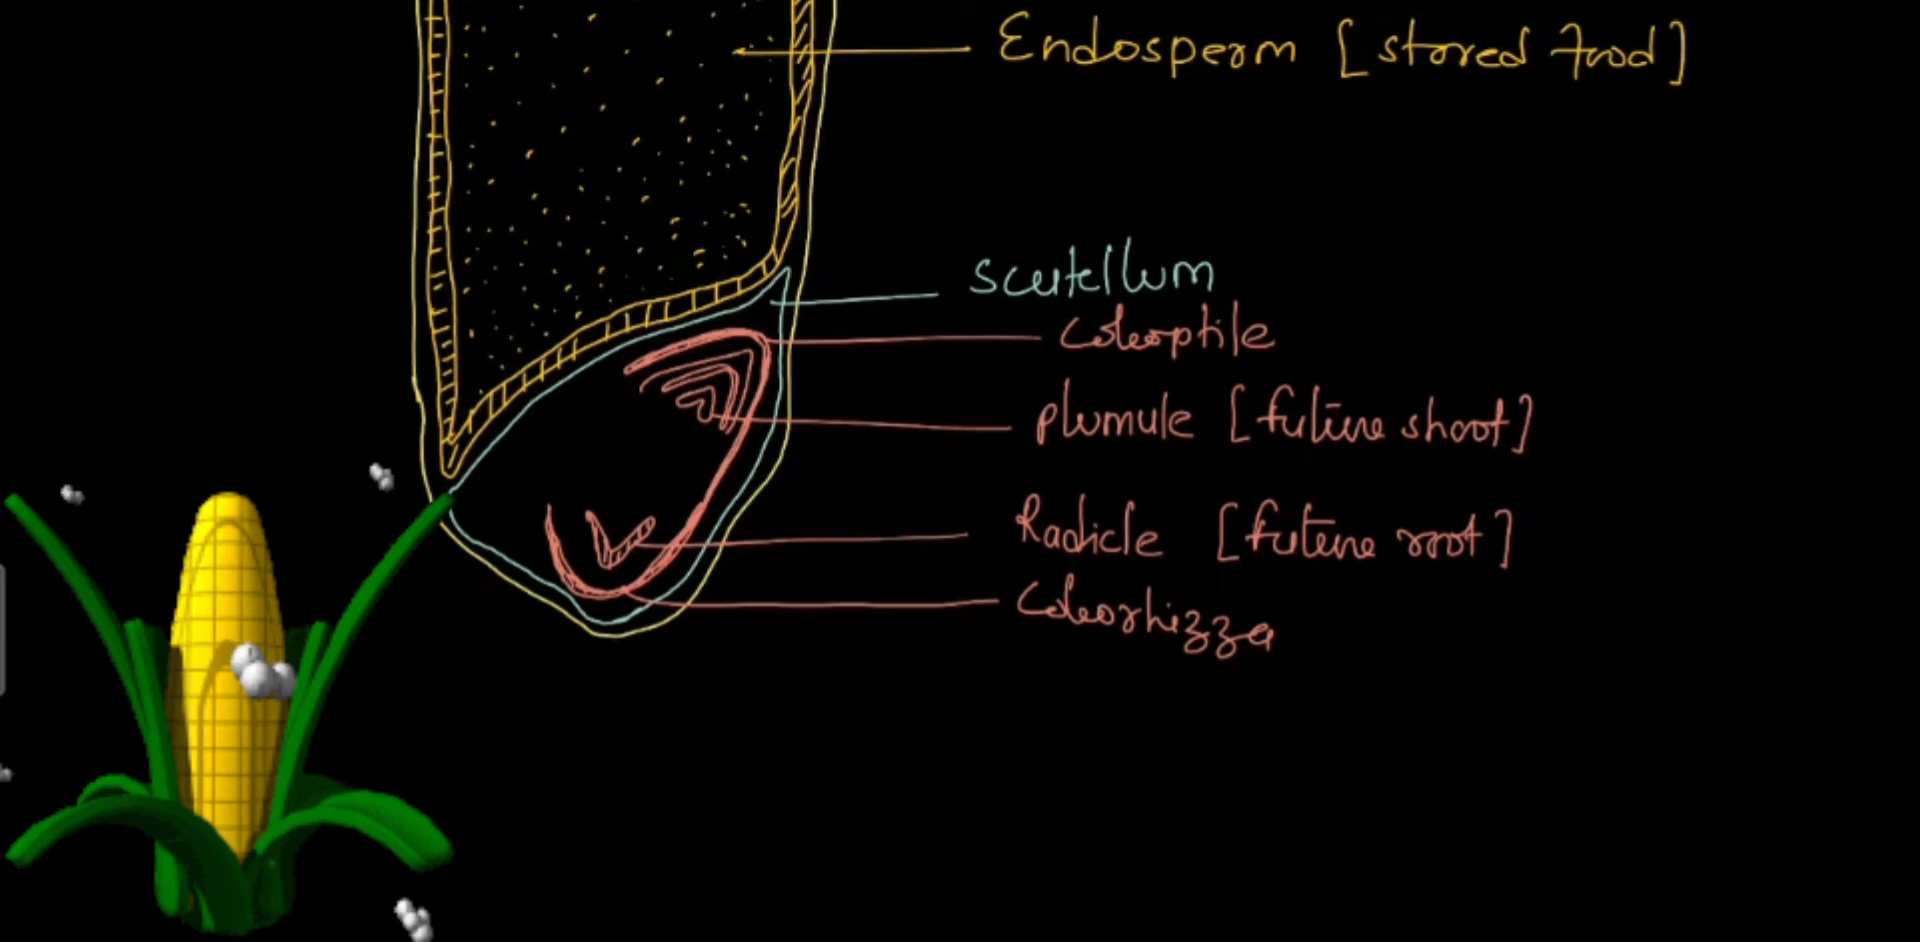 Endosperm [stored food]
Scutellum
Coleoptile
plumule [future shoot]
Radicle [future root]
Coleorhizza